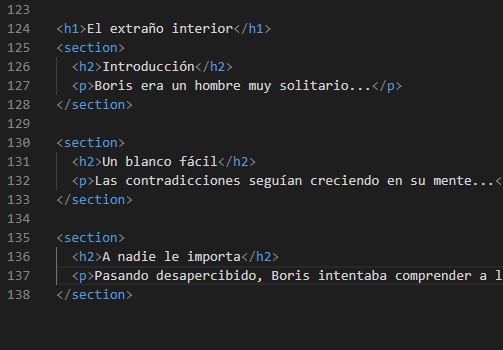 123
124 <h1>El extraño interior</h1>
125 <section>
126 <h2>Introducción</h2>
127 <p>Boris era un hombre muy solitario...</p>
128 </section>
129
130 <section>
131 <h2>Un blanco fácil</h2>
132 <p>Las contradicciones seguían creciendo en su mente...<
133 </section>
134
135 <section>
136 <h2>A nadie le importa</h2>
137 <p>Pasando desapercibido, Boris intentaba comprender a l
138 </section>